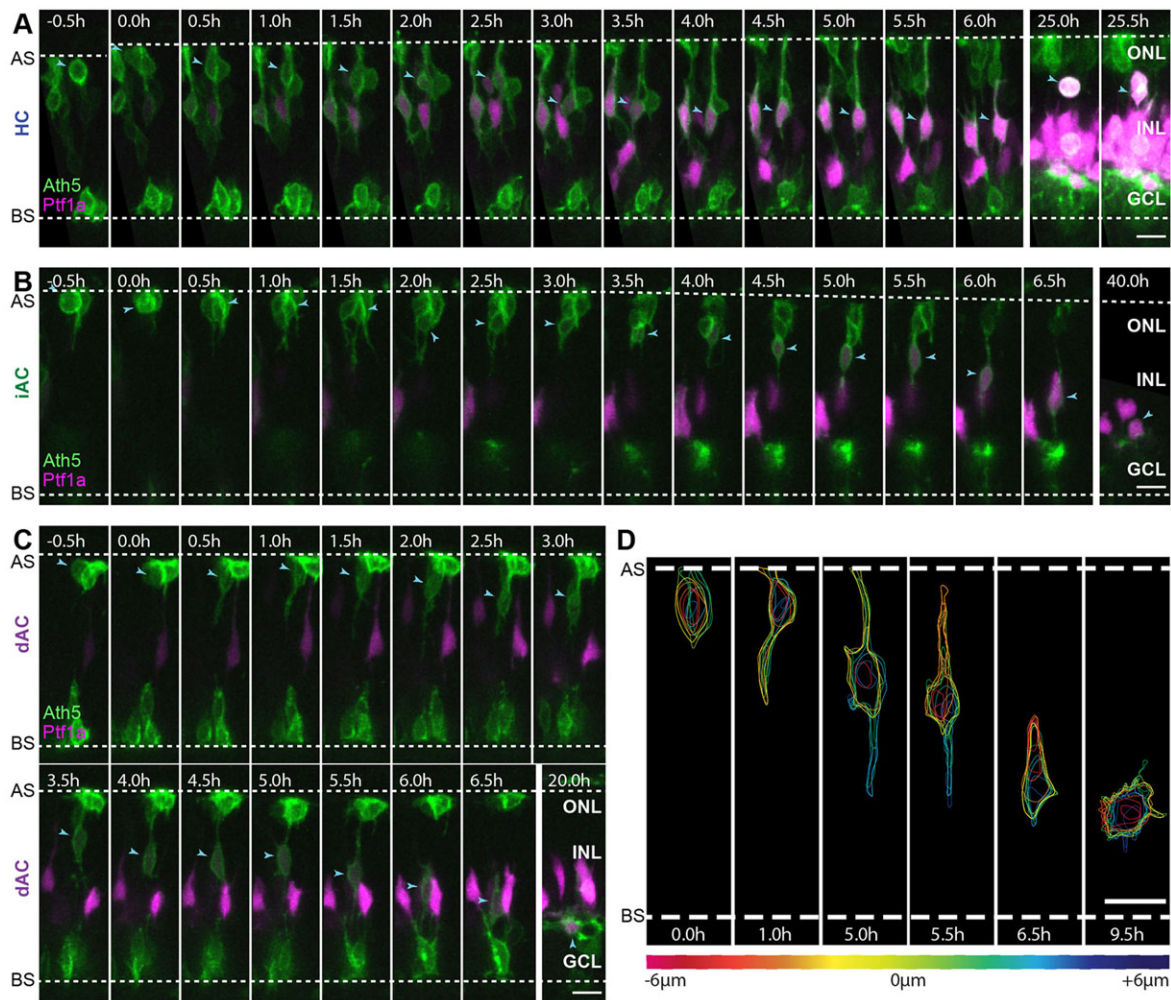 A
-0.5h 0.0h 0.5h 1.0h 1.5h 2.0h 2.5h 3.0h 3.5h 4.0h 4.5h 5.0h 5.5h 6.0h 25.0h 25.5h
AS
ONL
HC
INL
Ath5
Ptf1a
GCL
BS
B
-0.5h 0.0h 0.5h 1.0h 1.5h 2.0h 2.5h 3.0h 3.5h 4.0h 4.5h 5.0h 5.5h 6.0h 6.5h 40.0h
AS
ONL
iAC
INL
Ath5
Ptf1a
GCL
BS
C
-0.5h 0.0h 0.5h 1.0h 1.5h 2.0h 2.5h 3.0h
AS
dAC
Ath5
Ptf1a
BS
3.5h 4.0h 4.5h 5.0h 5.5h 6.0h 6.5h 20.0h
AS
ONL
INL
dAC
GCL
BS
D
AS
BS
0.0h 1.0h 5.0h 5.5h 6.5h 9.5h
-6μm 0μm +6μm